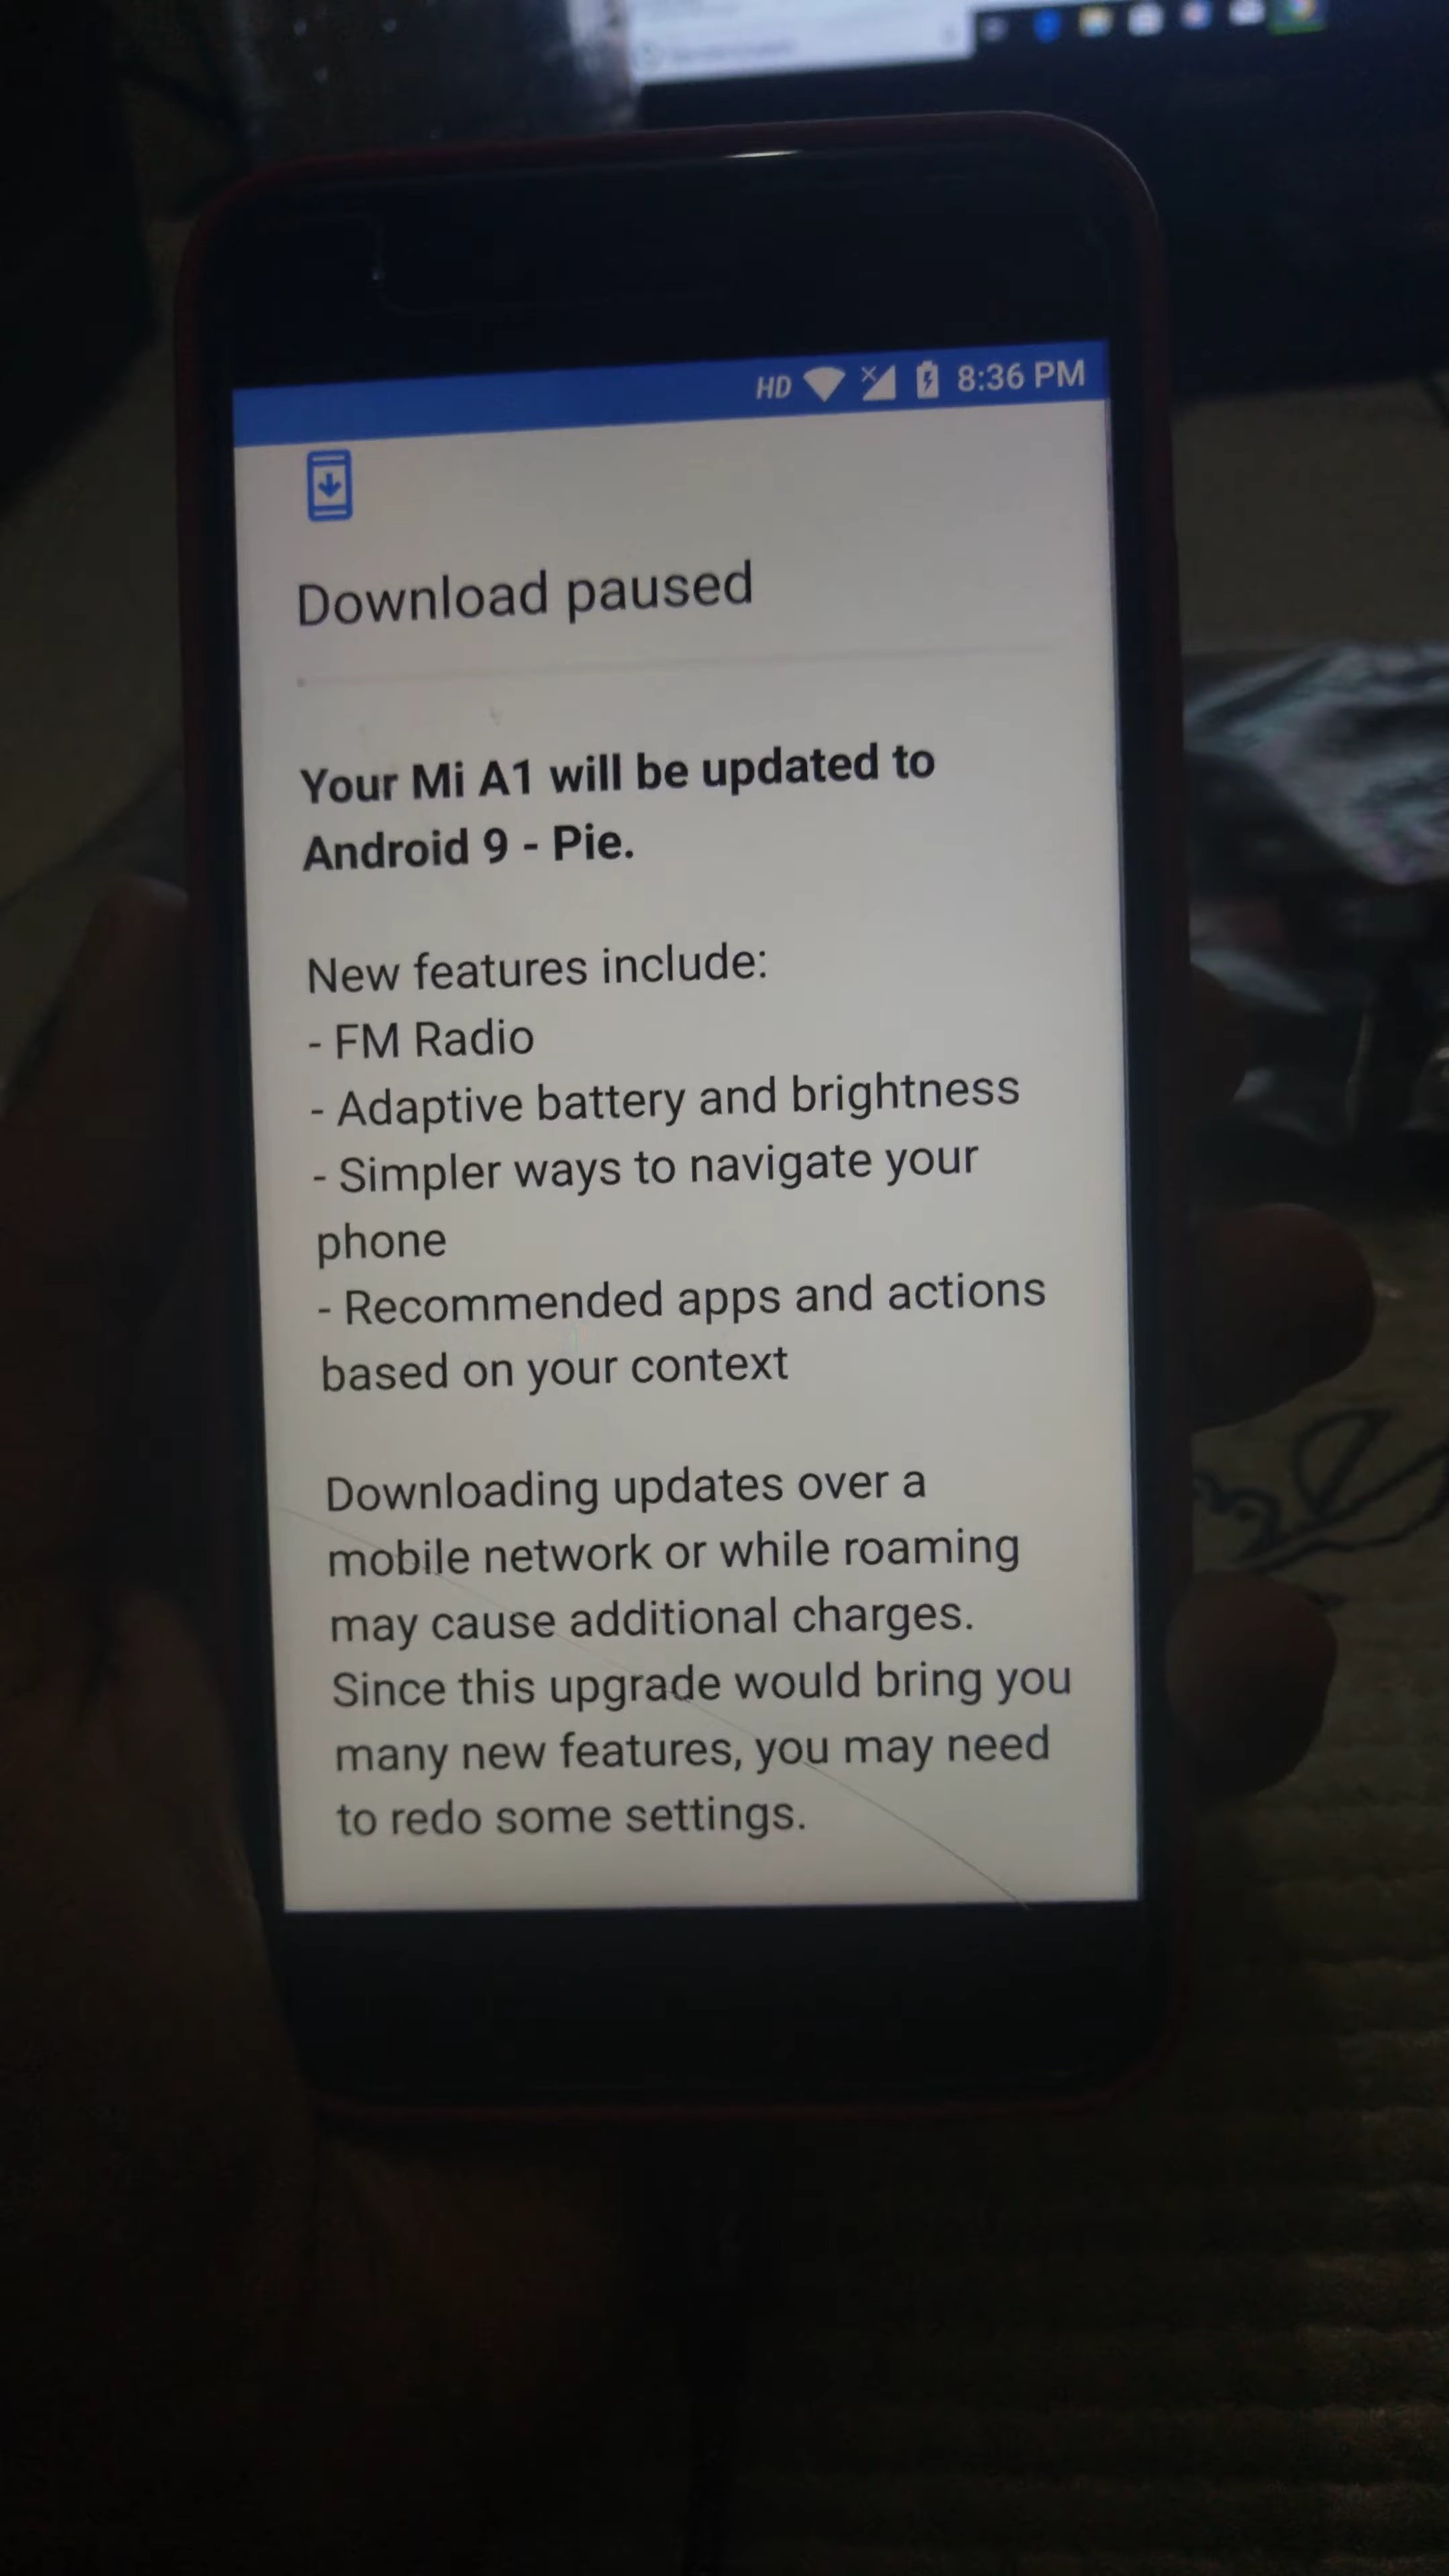 HD 8:36 PM
Download paused
Your Mi A1 will be updated to
Android 9 - Pie.
New features include:
- FM Radio
- Adaptive battery and brightness
- Simpler ways to navigate your
phone
- Recommended apps and actions
based on your context
Downloading updates over a
mobile network or while roaming
may cause additional charges.
Since this upgrade would bring you
many new features, you may need
to redo some settings.